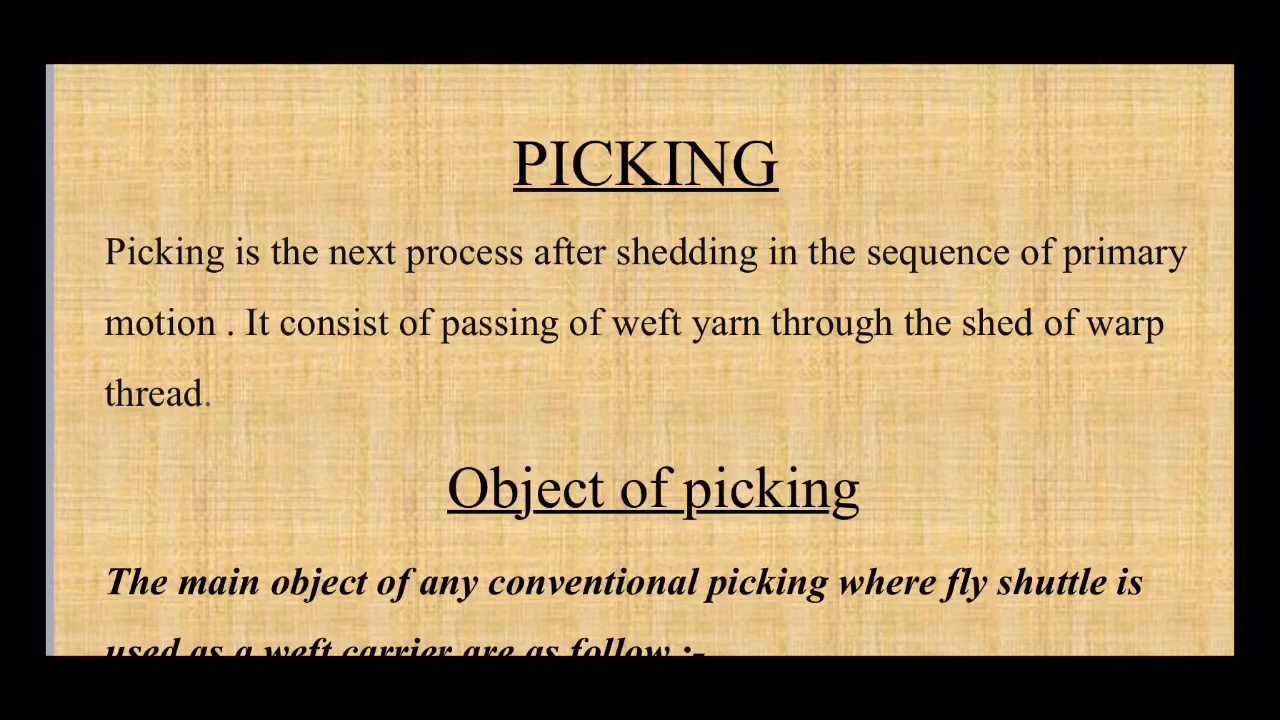 PICKING
Picking is the next process after shedding in the sequence of primary
motion . It consist of passing of weft yarn through the shed of warp
thread.
Object of picking
The main object of any conventional picking where fly shuttle is
used as a weft carrier are as follow :-